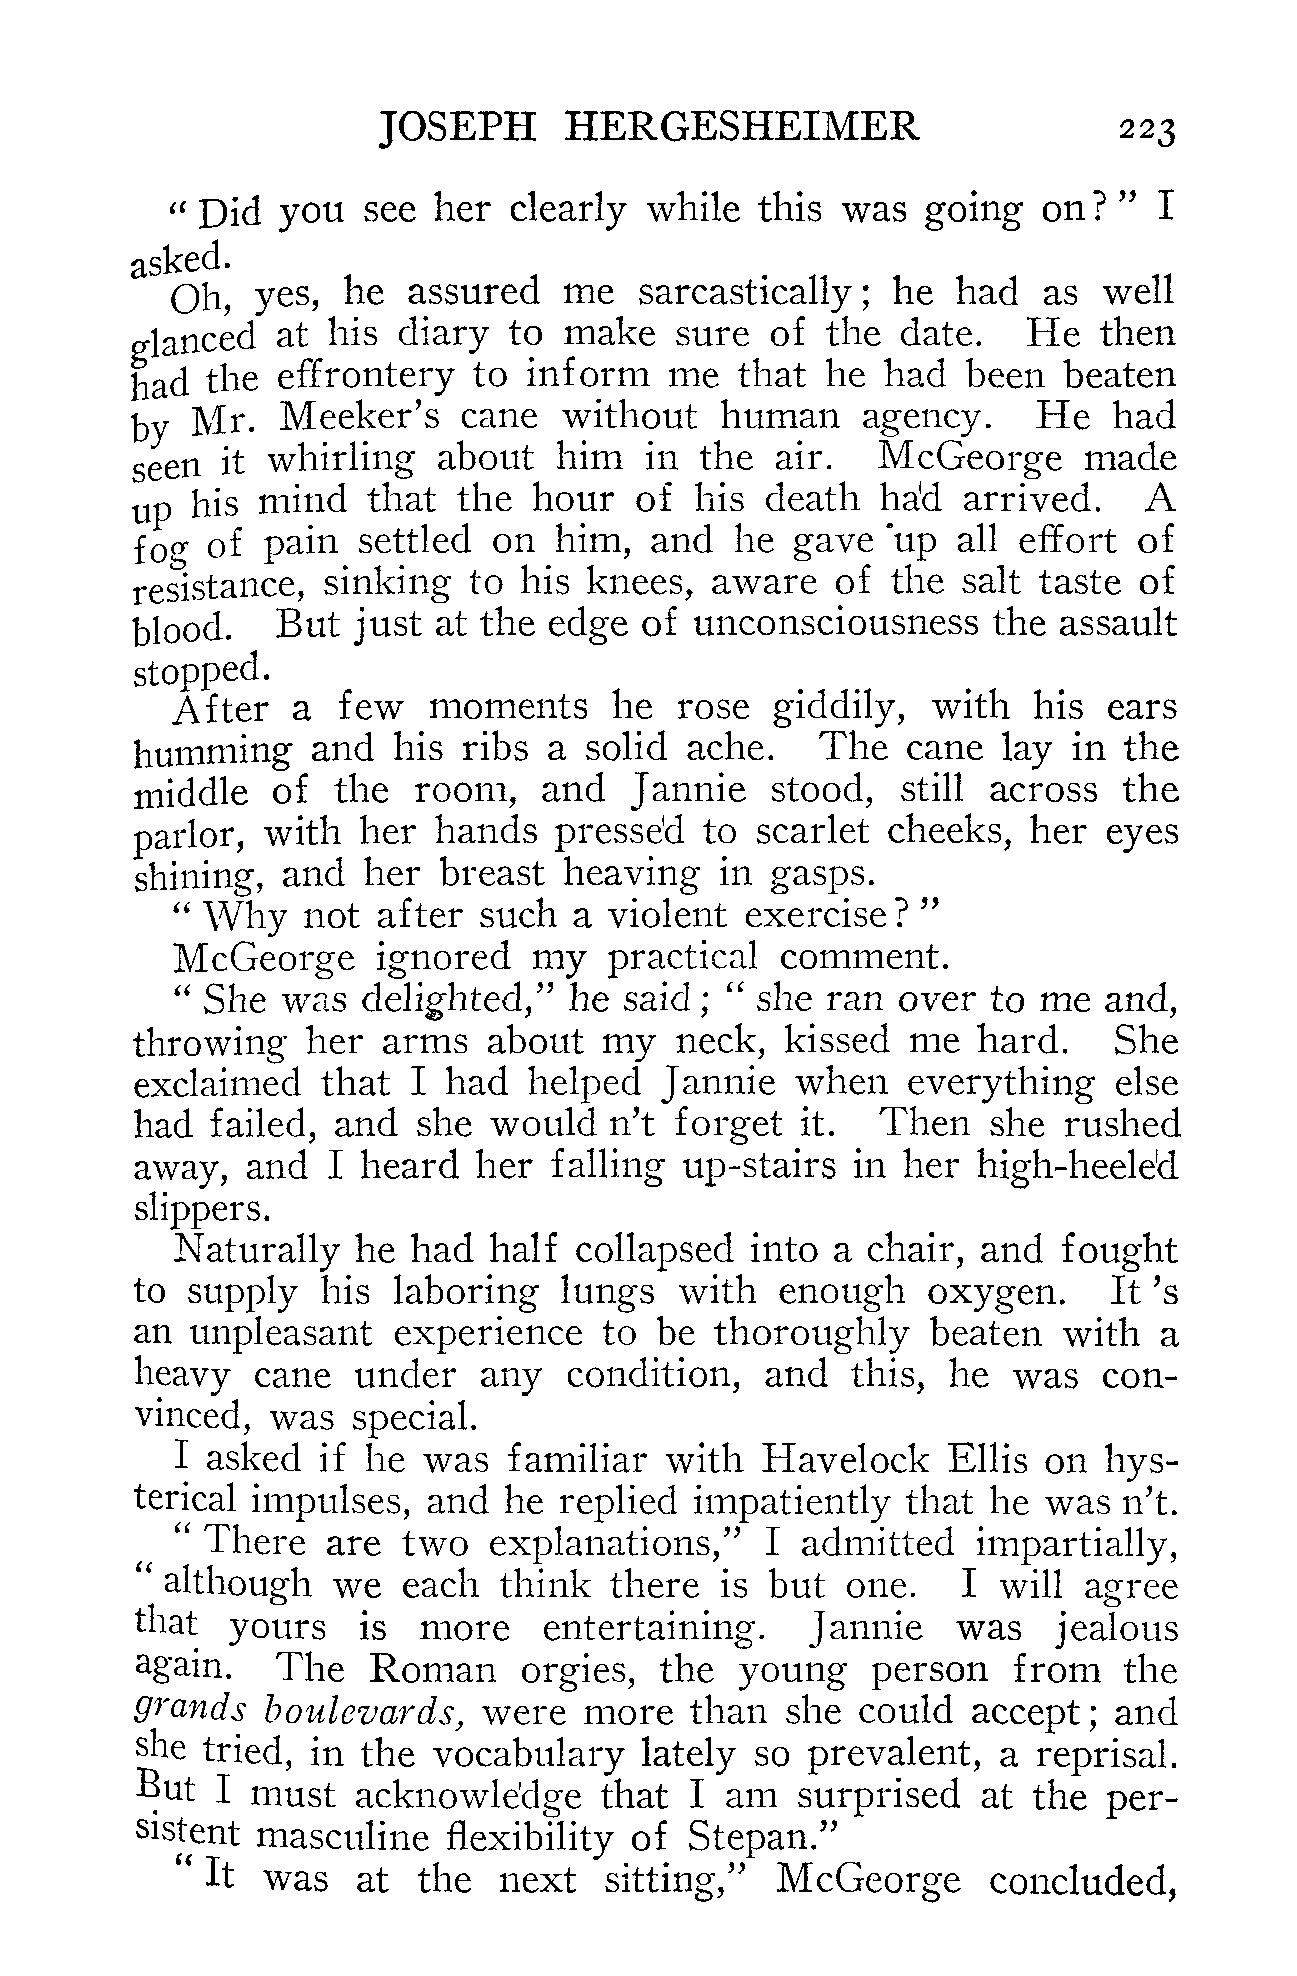 JOSEPH HERGESHEIMER 223
“ Did you see her clearly while this was going on? ” I
asked.
Oh, yes, he assured me sarcastically; he had as well
glanced at his diary to make sure of the date. He then
had the effrontery to inform me that he had been beaten
by Mr. Meeker’s cane without human agency. He had
seen it whirling about him in the air. McGeorge made
up his mind that the hour of his death had arrived. A
fog of pain settled on him, and he gave up all effort of
resistance, sinking to his knees, aware of the salt taste of
blood. But just at the edge of unconsciousness the assault
stopped.
After a few moments he rose giddily, with his ears
humming and his ribs a solid ache. The cane lay in the
middle of the room, and Jannie stood, still across the
parlor, with her hands pressed to scarlet cheeks, her eyes
shining, and her breast heaving in gasps.
“ Why not after such a violent exercise? ”
McGeorge ignored my practical comment.
“ She was delighted,” he said; “ she ran over to me and,
throwing her arms about my neck, kissed me hard. She
exclaimed that I had helped Jannie when everything else
had failed, and she would n’t forget it. Then she rushed
away, and I heard her falling up-stairs in her high-heeled
slippers.
Naturally he had half collapsed into a chair, and fought
to supply his laboring lungs with enough oxygen. It ’s
an unpleasant experience to be thoroughly beaten with a
heavy cane under any condition, and this, he was con-
vinced, was special.
I asked if he was familiar with Havelock Ellis on hys-
terical impulses, and he replied impatiently that he was n’t.
“ There are two explanations,” I admitted impartially,
“ although we each think there is but one. I will agree
that yours is more entertaining. Jannie was jealous
again. The Roman orgies, the young person from the
grands boulevards, were more than she could accept; and
she tried, in the vocabulary lately so prevalent, a reprisal.
But I must acknowledge that I am surprised at the per-
sistent masculine flexibility of Stepan.”
“ It was at the next sitting,” McGeorge concluded,